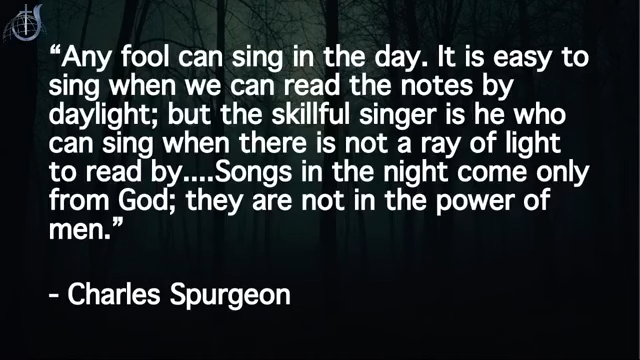 “Any fool can sing in the day. It is easy to
sing when we can read the notes by
daylight; but the skillful singer is he who
can sing when there is not a ray of light
to read by....Songs in the night come only
from God; they are not in the power of
men.”
- Charles Spurgeon